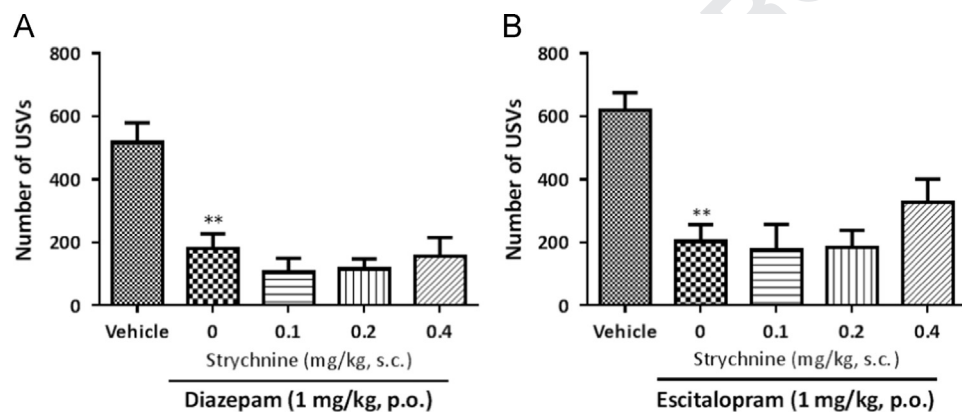 A
Number of USVs
800
600
400
200
0
**
Vehicle 0 0.1 0.2 0.4
Strychnine (mg/kg, s.c.)
Diazepam (1 mg/kg, p.o.)
B
Number of USVs
800
600
400
200
0
**
Vehicle 0 0.1 0.2 0.4
Strychnine (mg/kg, s.c.)
Escitalopram (1 mg/kg, p.o.)